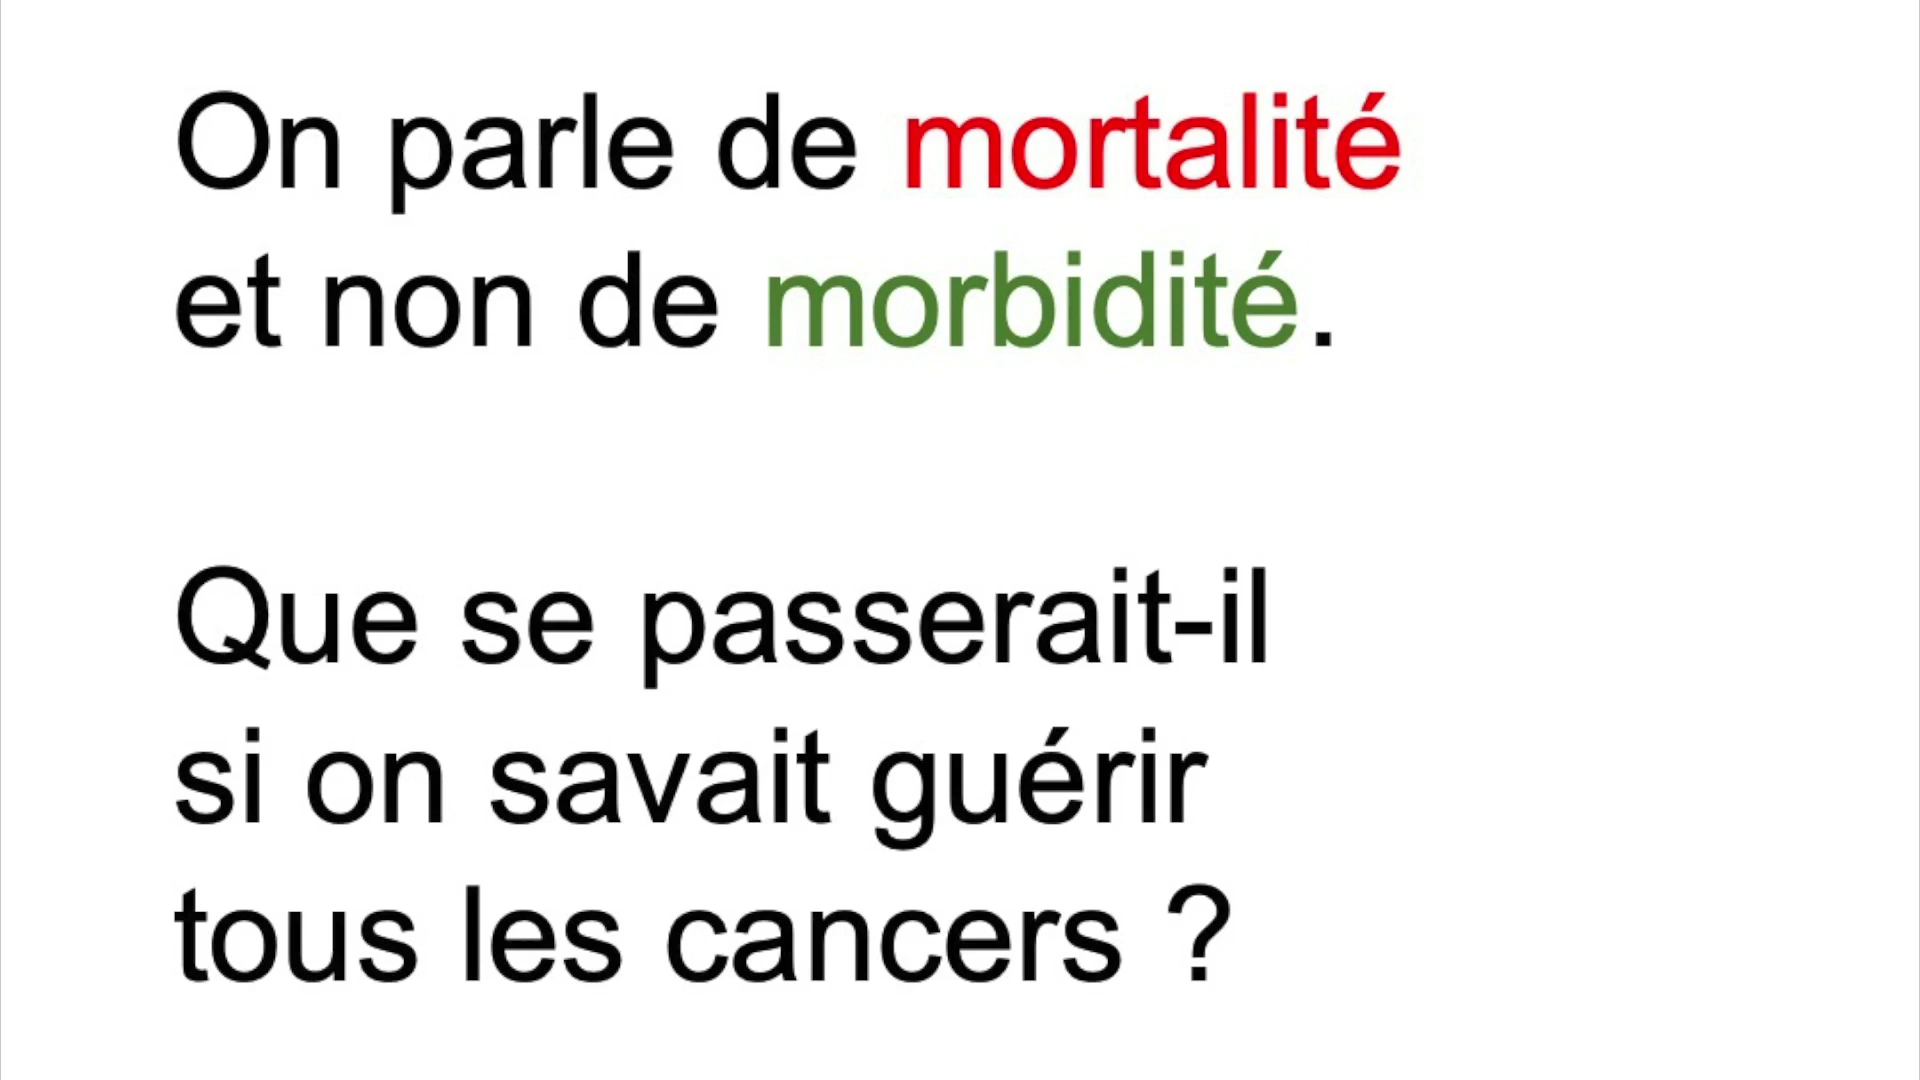 On parle de mortalité
et non de morbidité.
Que se passerait-il
si on savait guérir
tous les cancers ?